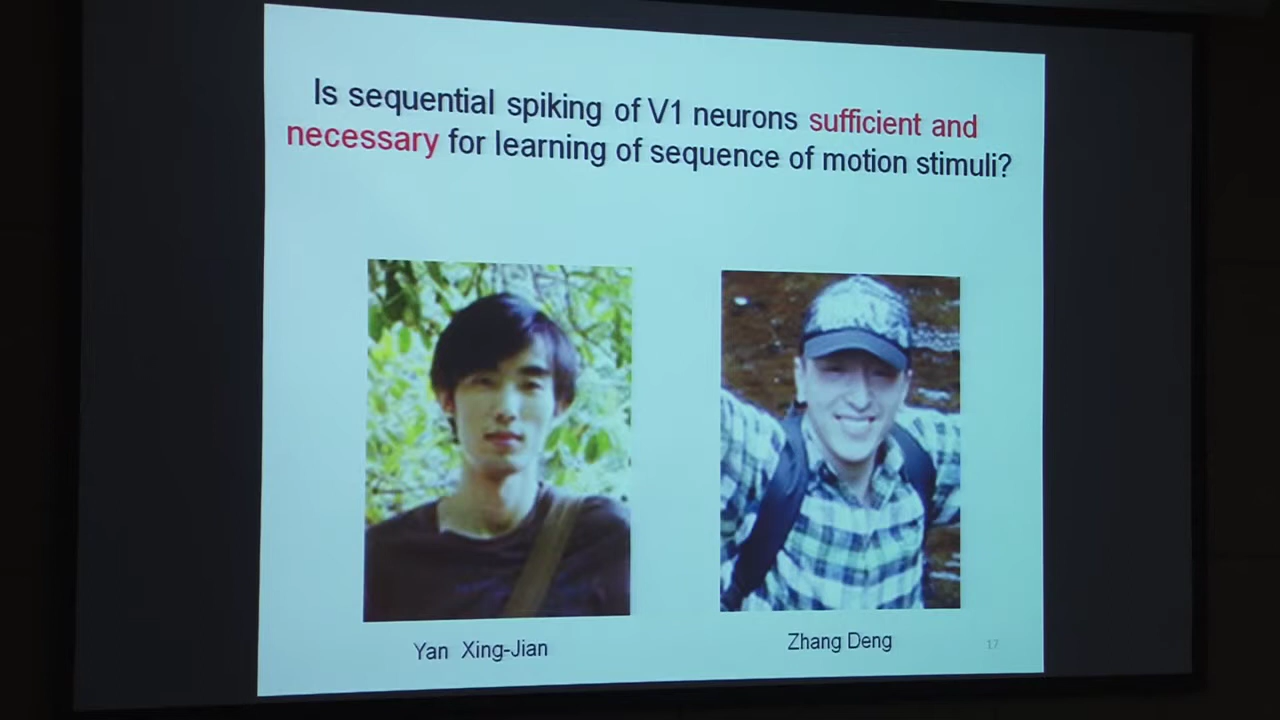 Is sequential spiking of V1 neurons sufficient and
necessary for learning of sequence of motion stimuli?
Yan Xing-Jian
Zhang Deng
17